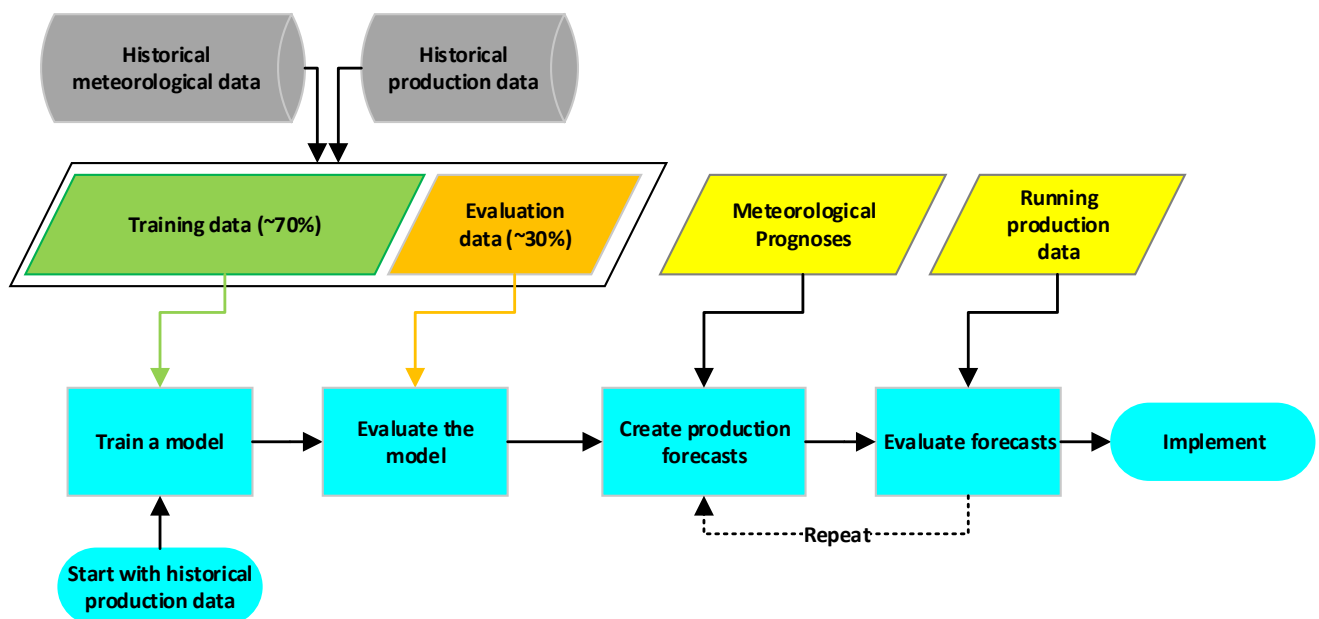 Historical
meteorological data
Historical
production data
Training data (~70%)
Evaluation
data (~30%)
Meteorological
Prognoses
Running
production
data
Train a model
Evaluate the
model
Create production
forecasts
Evaluate forecasts
Implement
Repeat
Start with historical
production data